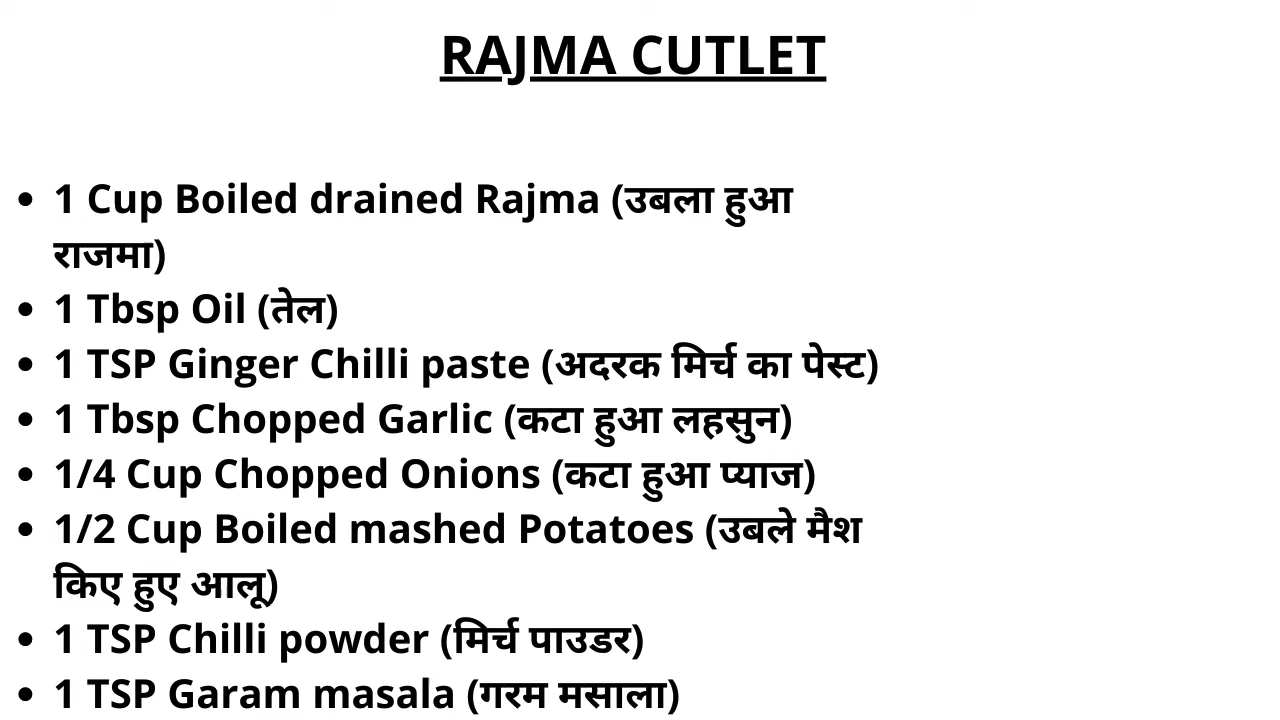 RAJMA CUTLET
• 1 Cup Boiled drained Rajma (उबला हुआ
राजमा)
• 1 Tbsp Oil (तेल)
• 1 TSP Ginger Chilli paste (अदरक मिर्च का पेस्ट)
• 1 Tbsp Chopped Garlic (कटा हुआ लहसुन)
• 1/4 Cup Chopped Onions (कटा हुआ प्याज)
• 1/2 Cup Boiled mashed Potatoes (उबले मैश
किए हुए आलू)
• 1 TSP Chilli powder (मिर्च पाउडर)
• 1 TSP Garam masala (गरम मसाला)